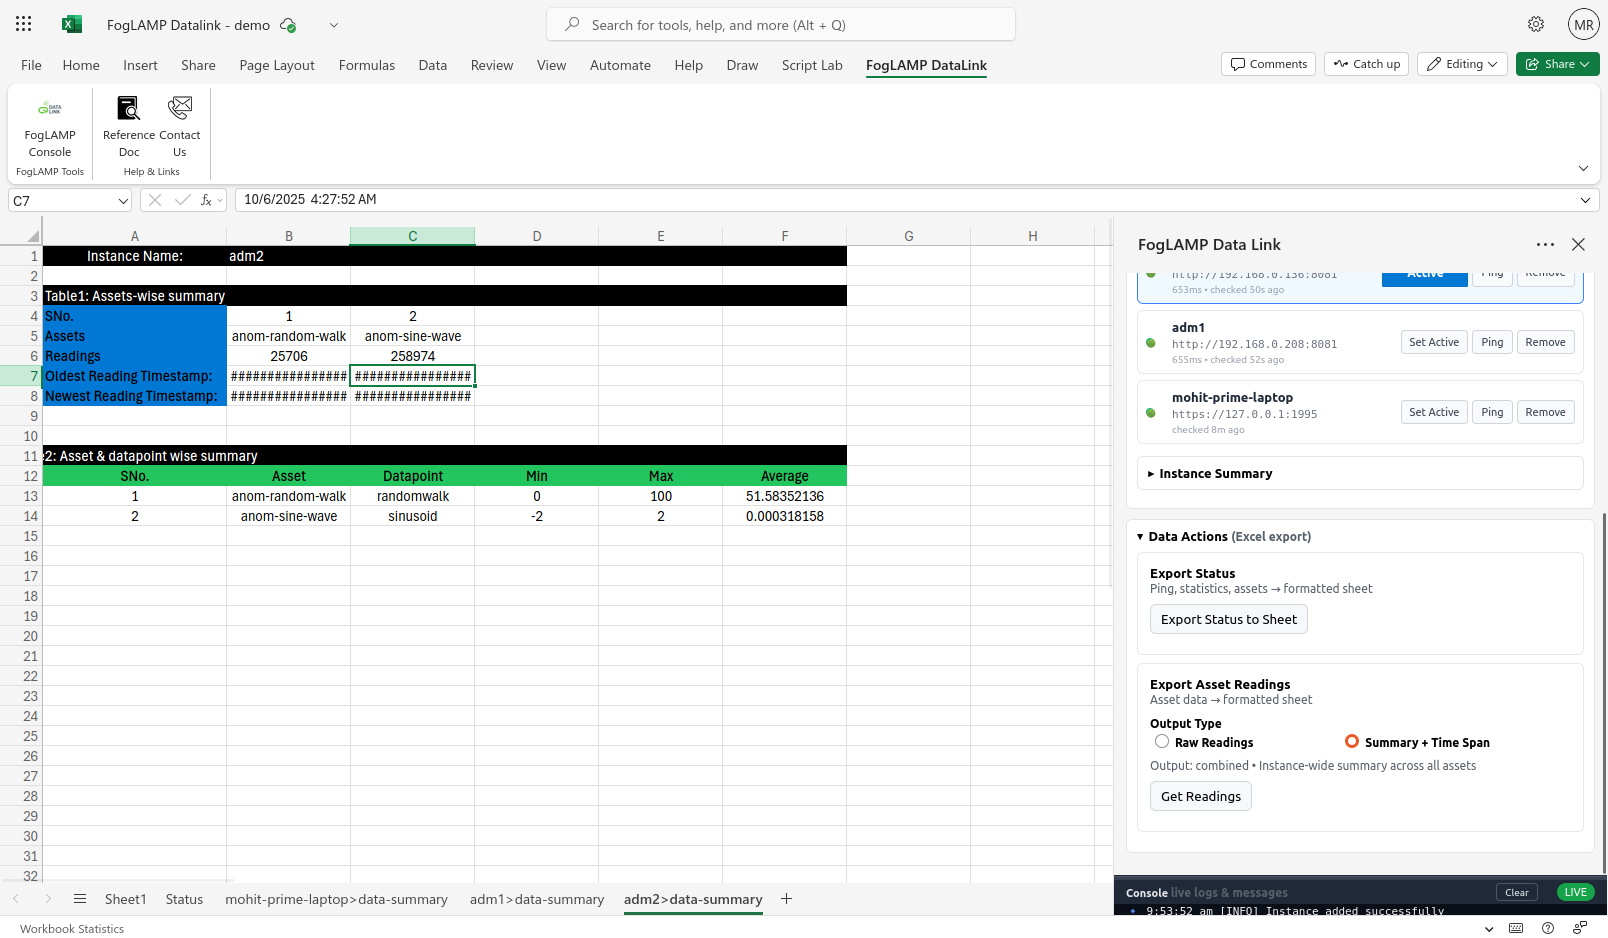 FogLAMP Datalink - demo
Search for tools, help, and more (Alt + Q)
MR
File Home Insert Share Page Layout Formulas Data Review View Automate Help Draw Script Lab FogLAMP DataLink
Comments Catch up Editing Share
DATA LINK
FogLAMP Console
Reference Doc
Contact Us
FogLAMP Tools
Help & Links
C7 fx 10/6/2025 4:27:52 AM
A B C D E F G H
1 Instance Name: adm2
2
3 Table1: Assets-wise summary
4 SNo. 1 2
5 Assets anom-random-walk anom-sine-wave
6 Readings 25706 258974
7 Oldest Reading Timestamp: ################ ################
8 Newest Reading Timestamp: ################ ################
9
10
11 2: Asset & datapoint wise summary
12 SNo. Asset Datapoint Min Max Average
13 1 anom-random-walk randomwalk 0 100 51.58352136
14 2 anom-sine-wave sinusoid -2 2 0.000318158
15
16
17
18
19
20
21
22
23
24
25
26
27
28
29
30
31
32
FogLAMP Data Link
http://192.168.0.136:8081
Active Ping Remove
653ms • checked 50s ago
adm1
http://192.168.0.208:8081
655ms • checked 52s ago
Set Active Ping Remove
mohit-prime-laptop
https://127.0.0.1:1995
checked 8m ago
Set Active Ping Remove
▸ Instance Summary
▾ Data Actions (Excel export)
Export Status
Ping, statistics, assets → formatted sheet
Export Status to Sheet
Export Asset Readings
Asset data → formatted sheet
Output Type
Raw Readings Summary + Time Span
Output: combined • Instance-wide summary across all assets
Get Readings
Console live logs & messages Clear LIVE
9:53:52 am [INFO] Instance added successfully
Sheet1 Status mohit-prime-laptop>data-summary adm1>data-summary adm2>data-summary
Workbook Statistics